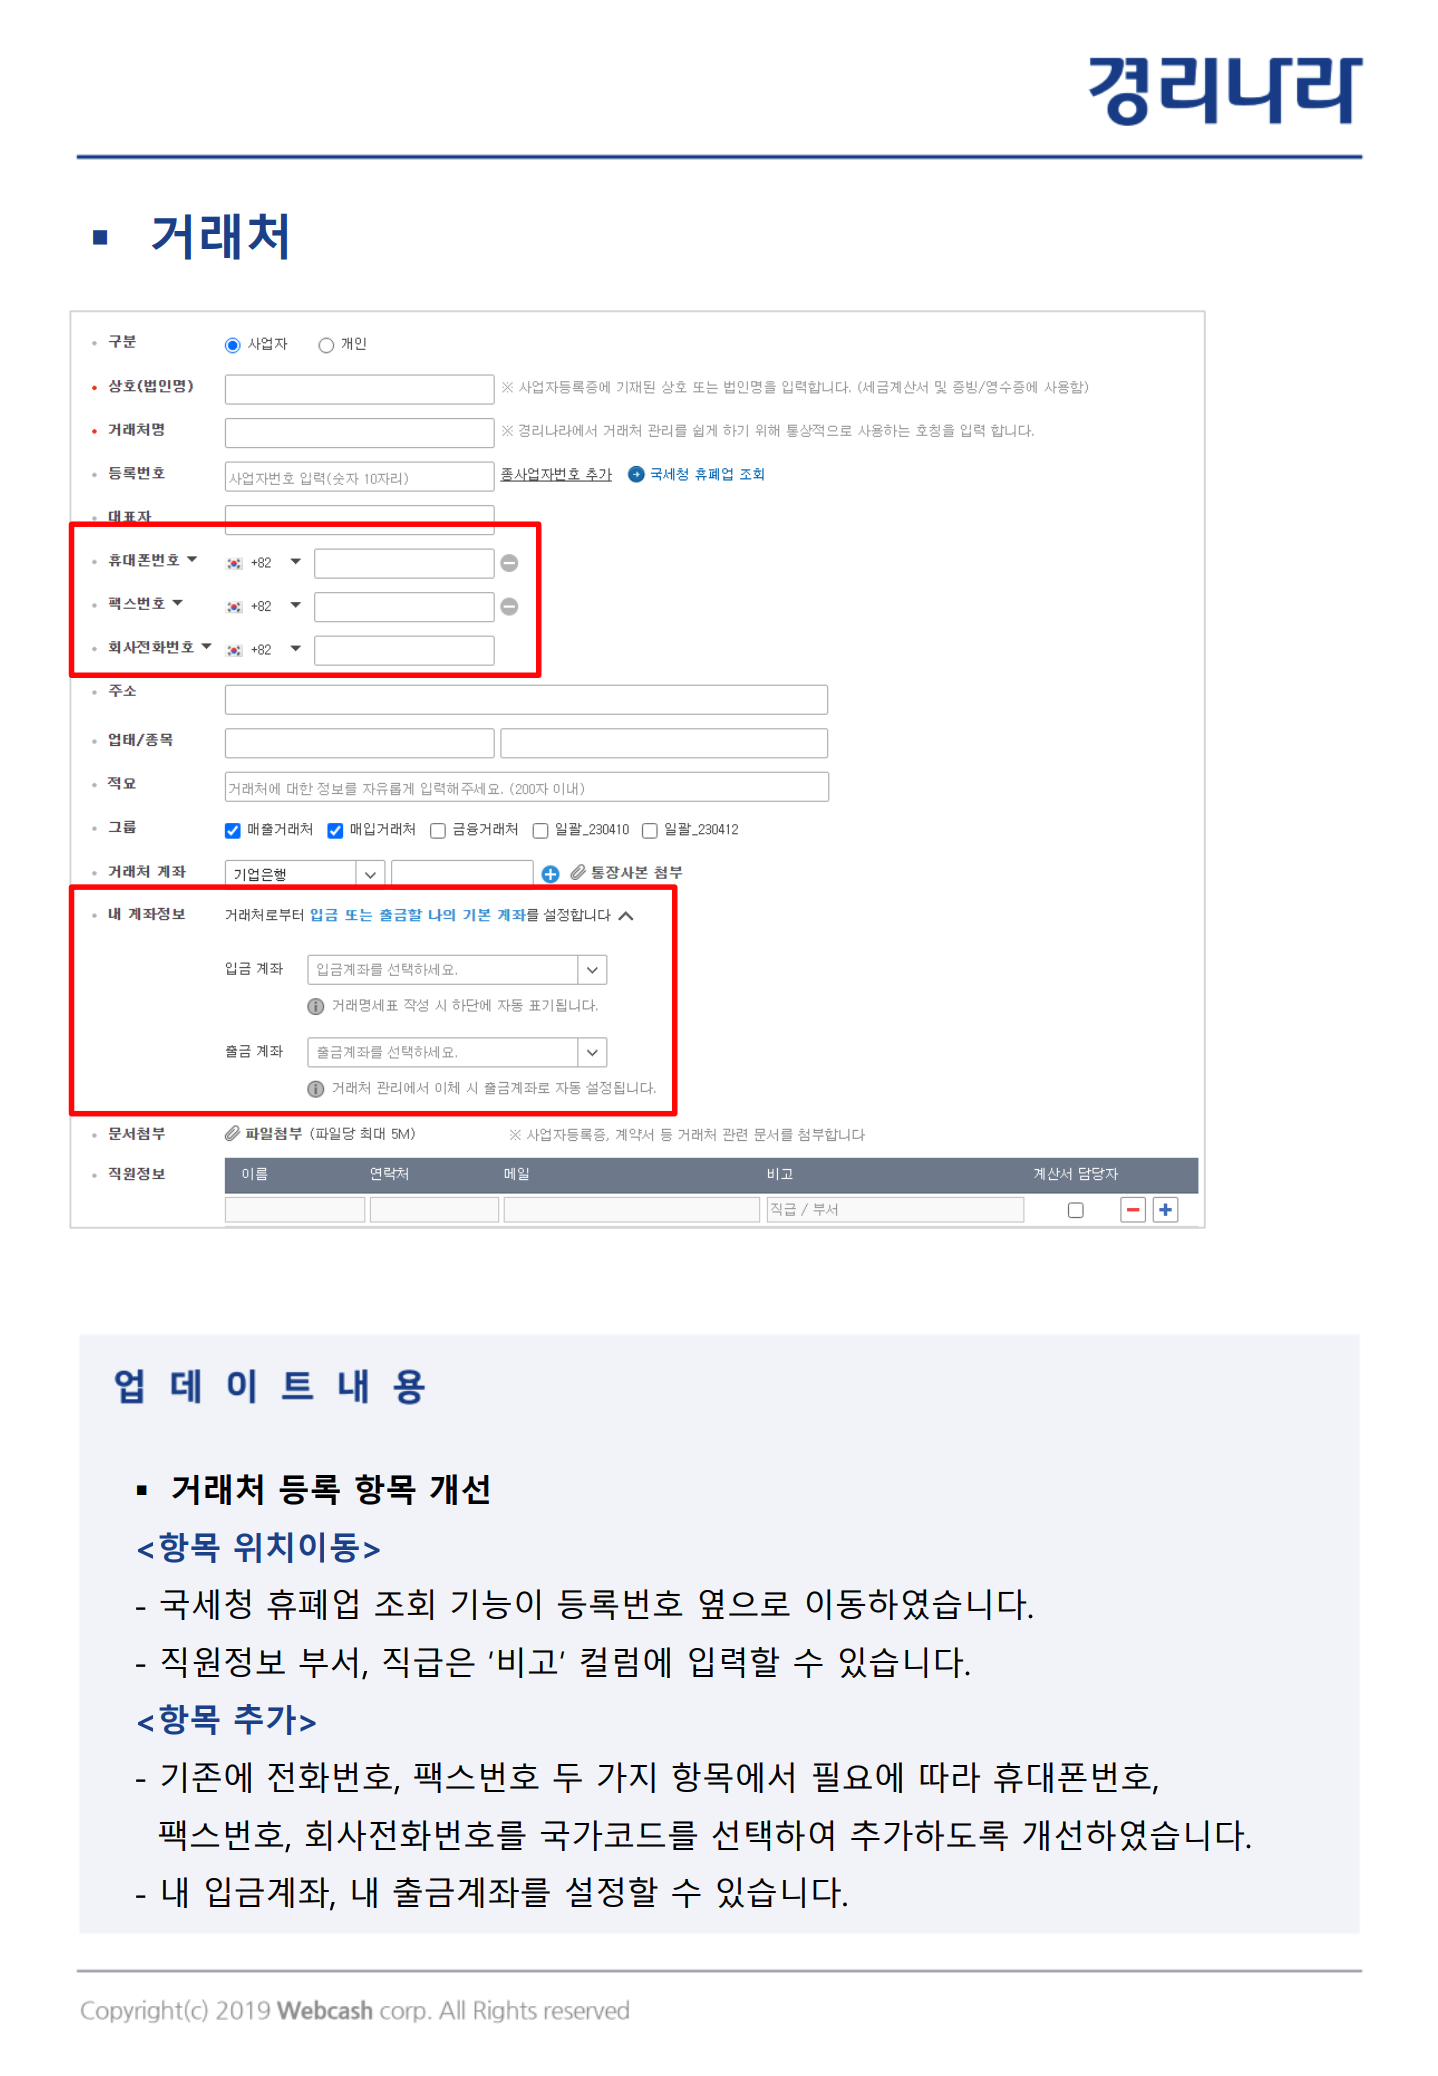 경리나라
▪ 거래처
구분 사업자 개인
상호(법인명) ※ 사업자등록증에 기재된 상호 또는 법인명을 입력합니다. (세금계산서 및 증빙/영수증에 사용함)
거래처명 ※ 경리나라에서 거래처 관리를 쉽게 하기 위해 통상적으로 사용하는 호칭을 입력 합니다.
등록번호 사업자번호 입력(숫자 10자리) 종사업자번호 추가 국세청 휴폐업 조회
대표자
휴대폰번호 +82
팩스번호 +82
회사전화번호 +82
주소
업태/종목
적요 거래처에 대한 정보를 자유롭게 입력해주세요. (200자 이내)
그룹 매출거래처 매입거래처 금융거래처 일괄_230410 일괄_230412
거래처 계좌 기업은행 통장사본 첨부
내 계좌정보 거래처로부터 입금 또는 출금할 나의 기본 계좌를 설정합니다
입금 계좌 입금계좌를 선택하세요.
거래명세표 작성 시 하단에 자동 표기됩니다.
출금 계좌 출금계좌를 선택하세요.
거래처 관리에서 이체 시 출금계좌로 자동 설정됩니다.
문서첨부 파일첨부 (파일당 최대 5M) ※ 사업자등록증, 계약서 등 거래처 관련 문서를 첨부합니다
직원정보 이름 연락처 메일 비고 계산서 담당자
직급 / 부서
업 데 이 트 내 용
▪ 거래처 등록 항목 개선
<항목 위치이동>
- 국세청 휴폐업 조회 기능이 등록번호 옆으로 이동하였습니다.
- 직원정보 부서, 직급은 '비고' 컬럼에 입력할 수 있습니다.
<항목 추가>
- 기존에 전화번호, 팩스번호 두 가지 항목에서 필요에 따라 휴대폰번호,
팩스번호, 회사전화번호를 국가코드를 선택하여 추가하도록 개선하였습니다.
- 내 입금계좌, 내 출금계좌를 설정할 수 있습니다.
Copyright(c) 2019 Webcash corp. All Rights reserved